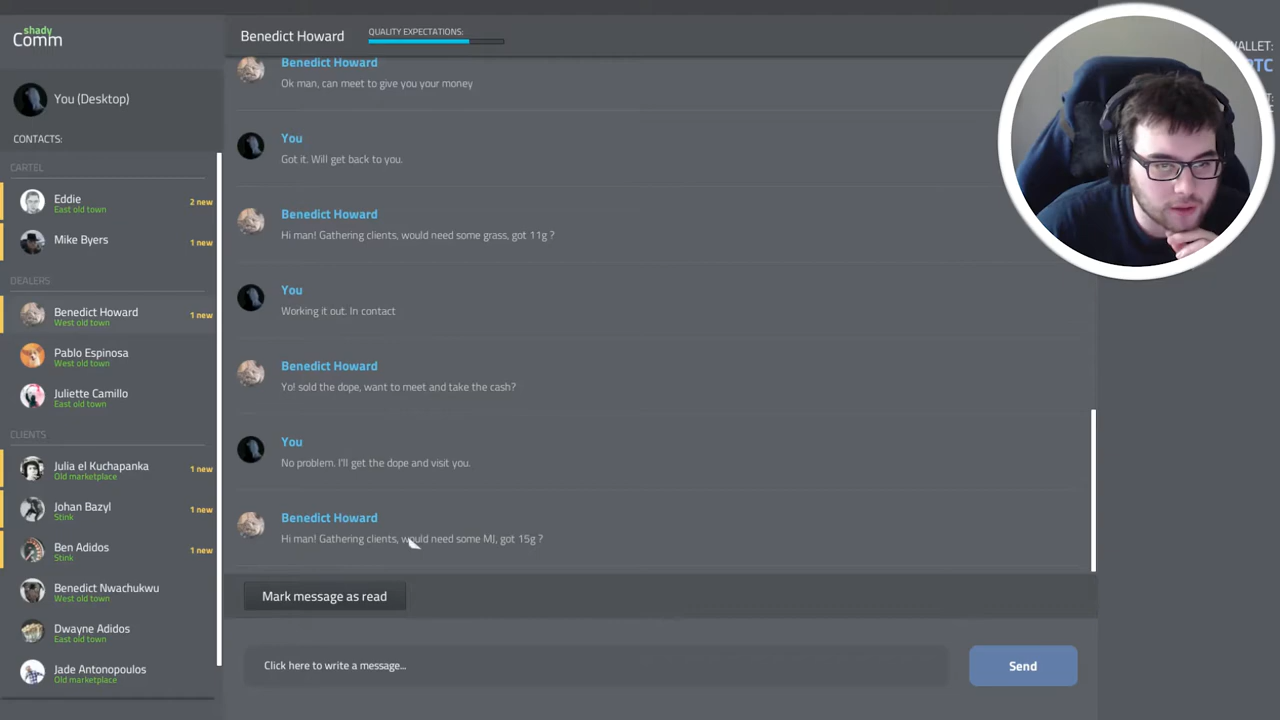 shady
Comm
You (Desktop)
CONTACTS:
CARTEL
Eddie
East old town
2 new
Mike Byers
1 new
DEALERS
Benedict Howard
West old town
1 new
Pablo Espinosa
West old town
Juliette Camillo
East old town
CLIENTS
Julia el Kuchapanka
Old marketplace
1 new
Johan Bazyl
Stink
1 new
Ben Adidos
Stink
1 new
Benedict Nwachukwu
West old town
Dwayne Adidos
East old town
Jade Antonopoulos
Old marketplace
Benedict Howard
QUALITY EXPECTATIONS:
Benedict Howard
Ok man, can meet to give you your money
You
Got it. Will get back to you.
Benedict Howard
Hi man! Gathering clients, would need some grass, got 11g ?
You
Working it out. In contact
Benedict Howard
Yo! sold the dope, want to meet and take the cash?
You
No problem. I'll get the dope and visit you.
Benedict Howard
Hi man! Gathering clients, would need some MJ, got 15g ?
Mark message as read
Click here to write a message...
Send